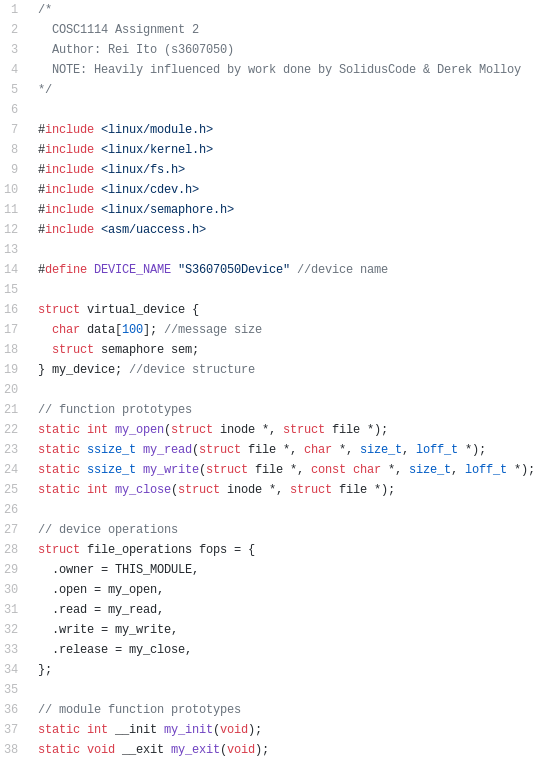 1 /*
2   COSC1114 Assignment 2
3   Author: Rei Ito (s3607050)
4   NOTE: Heavily influenced by work done by SolidusCode & Derek Molloy
5 */
6
7 #include <linux/module.h>
8 #include <linux/kernel.h>
9 #include <linux/fs.h>
10 #include <linux/cdev.h>
11 #include <linux/semaphore.h>
12 #include <asm/uaccess.h>
13
14 #define DEVICE_NAME "S3607050Device" //device name
15
16 struct virtual_device {
17   char data[100]; //message size
18   struct semaphore sem;
19 } my_device; //device structure
20
21 // function prototypes
22 static int my_open(struct inode *, struct file *);
23 static ssize_t my_read(struct file *, char *, size_t, loff_t *);
24 static ssize_t my_write(struct file *, const char *, size_t, loff_t *);
25 static int my_close(struct inode *, struct file *);
26
27 // device operations
28 struct file_operations fops = {
29   .owner = THIS_MODULE,
30   .open = my_open,
31   .read = my_read,
32   .write = my_write,
33   .release = my_close,
34 };
35
36 // module function prototypes
37 static int __init my_init(void);
38 static void __exit my_exit(void);